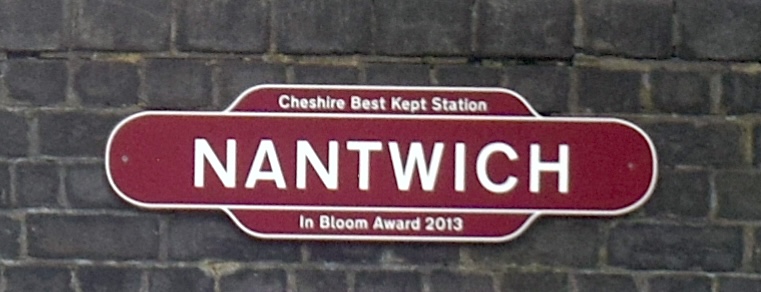 Cheshire Best Kept Station
NANTWICH
In Bloom Award 2013